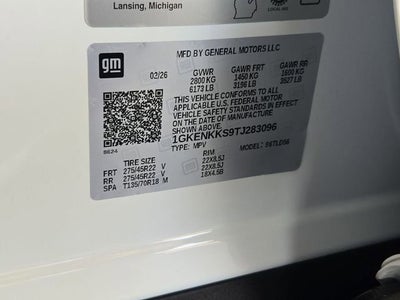 Lansing, Michigan
gm
MFD BY GENERAL MOTORS LLC
02/26 GVWR GAWR FRT GAWR RR
2800 KG 1450 KG 1600 KG
6173 LB 3196 LB 3527 LB
THIS VEHICLE CONFORMS TO ALL
APPLICABLE U.S. FEDERAL MOTOR
VEHICLE SAFETY STANDARDS IN EFFECT
ON THE DATE OF MANUFACTURE
1GKENKKS9TJ283096
TYPE: MPV MODEL:
TIRE SIZE RIM
FRT 275/45R22 V 22X8.5J
RR 275/45R22 V 22X8.5J
SPA T135/70R18 M 18X4.5B